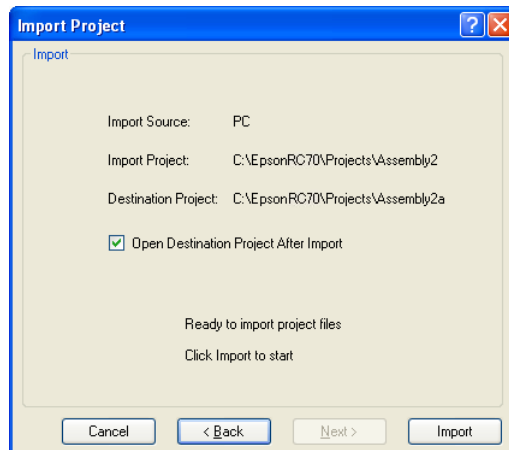 Import Project
Import
Import Source: PC
Import Project: C:\EpsonRC70\Projects\Assembly2
Destination Project: C:\EpsonRC70\Projects\Assembly2a
Open Destination Project After Import
Ready to import project files
Click Import to start
Cancel < Back Next > Import